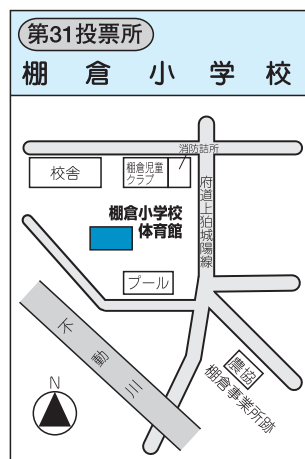 第31投票所
棚倉小学校
消防詰所
校舎
棚倉児童
クラブ
府道上狛城陽線
棚倉小学校
体育館
プール
不動川
農協
棚倉事業所跡
N